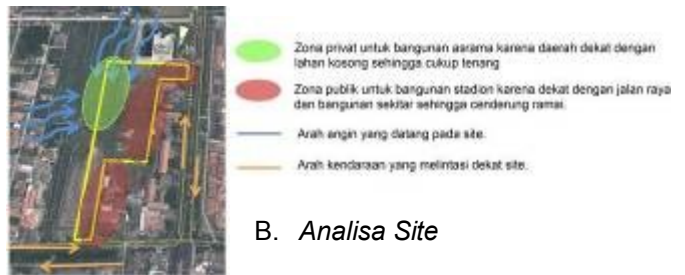 Zona privat untuk bangunan asrama karena daerah dekat dengan
lahan kosong sehingga cukup tenang
Zona publik untuk bangunan stadion karena dekat dengan jalan raya
dan bangunan sekitar sehingga cenderung ramai.
Arah angin yang datang pada site.
Arah kendaraan yang melintasi dekat site.
B. Analisa Site